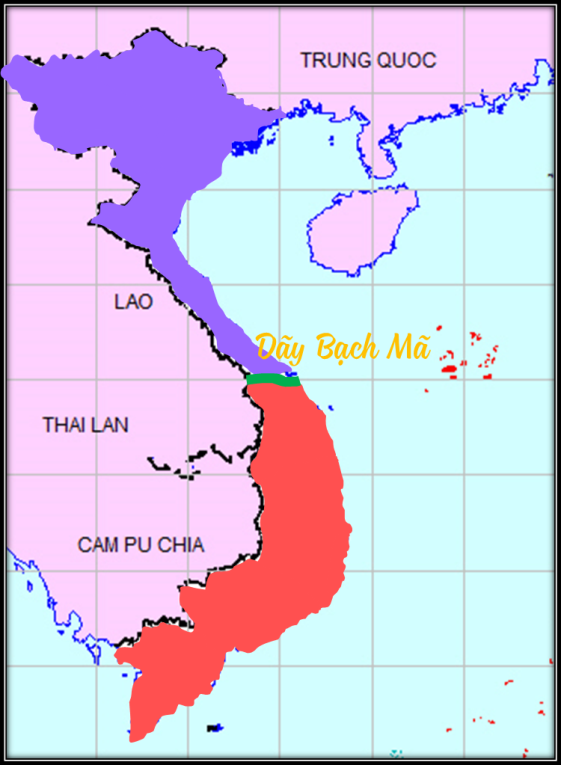 TRUNG QUOC
LAO
Dãy Bạch Mã
THAI LAN
CAM PU CHIA